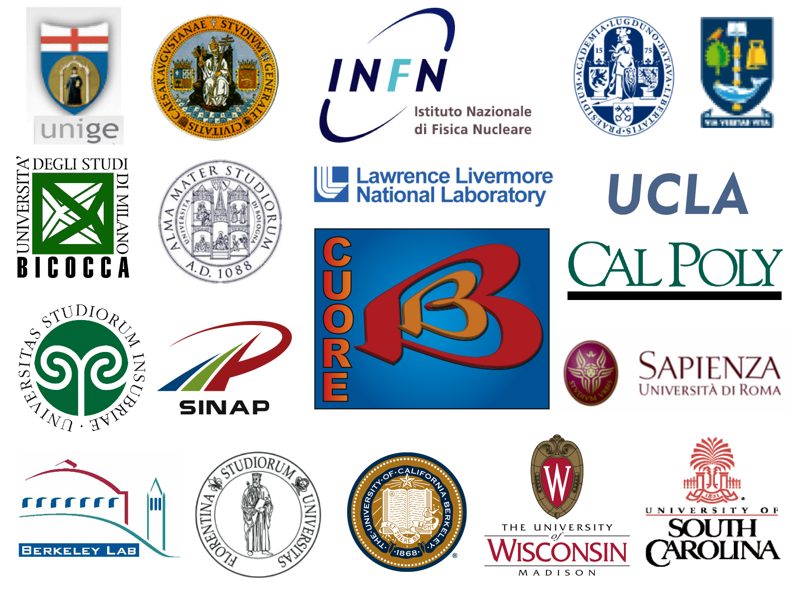 unige
CAESARAVGVSTANAE STVDIVM GENERALE CIVITATIS
INFN
Istituto Nazionale
di Fisica Nucleare
ACADEMIA LUGDUNO BATAVA LIBERTATIS PRAESIDIUM
15 75
VIA VERITAS VITA
UNIVERSITÀ DEGLI STUDI DI MILANO
BICOCCA
ALMA MATER STUDIORUM
A.D. 1088
Lawrence Livermore
National Laboratory
UCLA
CUORE
CAL POLY
UNIVERSITAS STUDIORUM INSUBRIAE
SINAP
SAPIENZA
UNIVERSITÀ DI ROMA
BERKELEY LAB
FLORENTINA STUDIORUM UNIVERSITAS
THE UNIVERSITY OF CALIFORNIA BERKELEY
1868
W
THE UNIVERSITY
of
WISCONSIN
MADISON
UNIVERSITY OF
SOUTH
CAROLINA